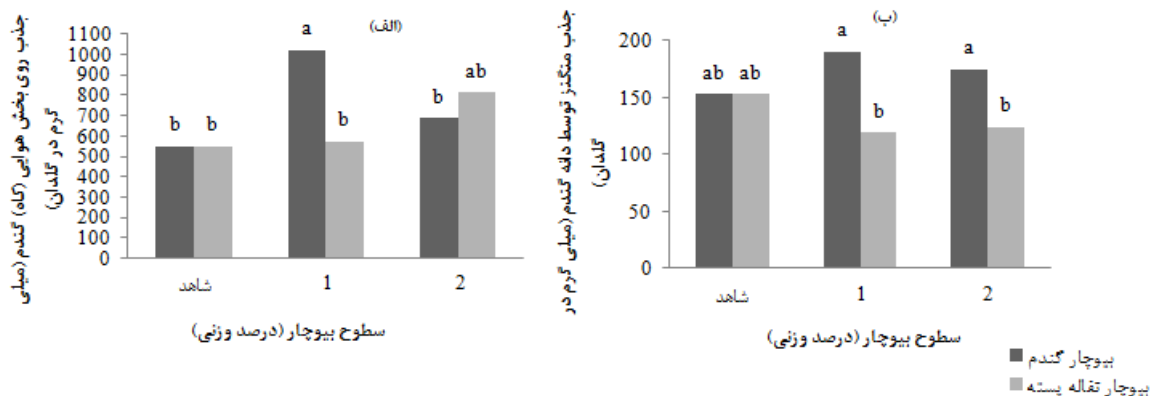 (الف)
جذب روی بخش هوایی (کاه) گندم (میلی
گرم در گلدان)
1100
1000
900
800
700
600
500
400
300
200
100
0
b b
a b
b ab
شاهد 1 2
سطوح بیوچار (درصد وزنی)
(ب)
جذب منگنز توسط دانه گندم (میلی گرم در
گلدان)
200
150
100
50
0
ab ab
a b
a b
شاهد 1 2
سطوح بیوچار (درصد وزنی)
بیوچار گندم
بیوچار تفاله پسته